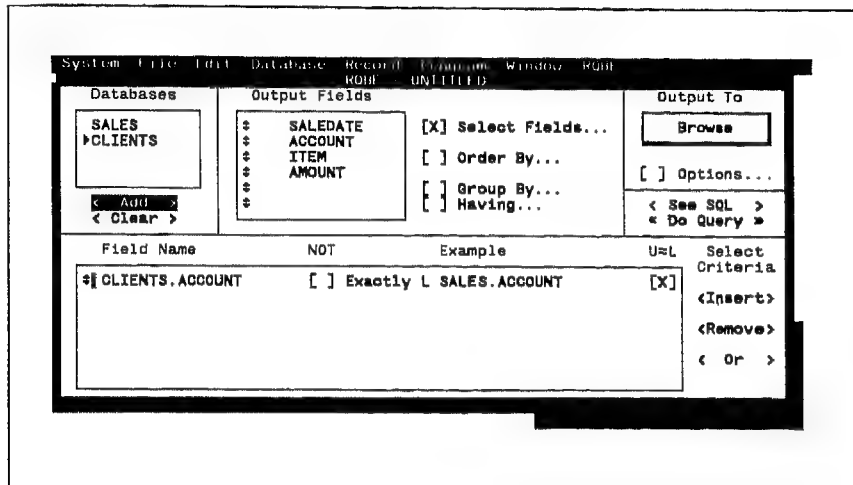 System File Edit Database Record Program Window RQBE
RQBE - UNTITLED
Databases
SALES
CLIENTS
< Add >
< Clear >
Output Fields
SALEDATE
ACCOUNT
ITEM
AMOUNT
[X] Select Fields...
[ ] Order By...
[ ] Group By...
[ ] Having...
Output To
Browse
[ ] Options...
< See SQL >
« Do Query »
Field Name NOT Example U≈L Select
Criteria
CLIENTS.ACCOUNT [ ] Exactly L SALES.ACCOUNT [X]
<Insert>
<Remove>
< Or >